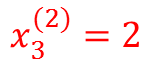 $x_3^{(2)} = 2$